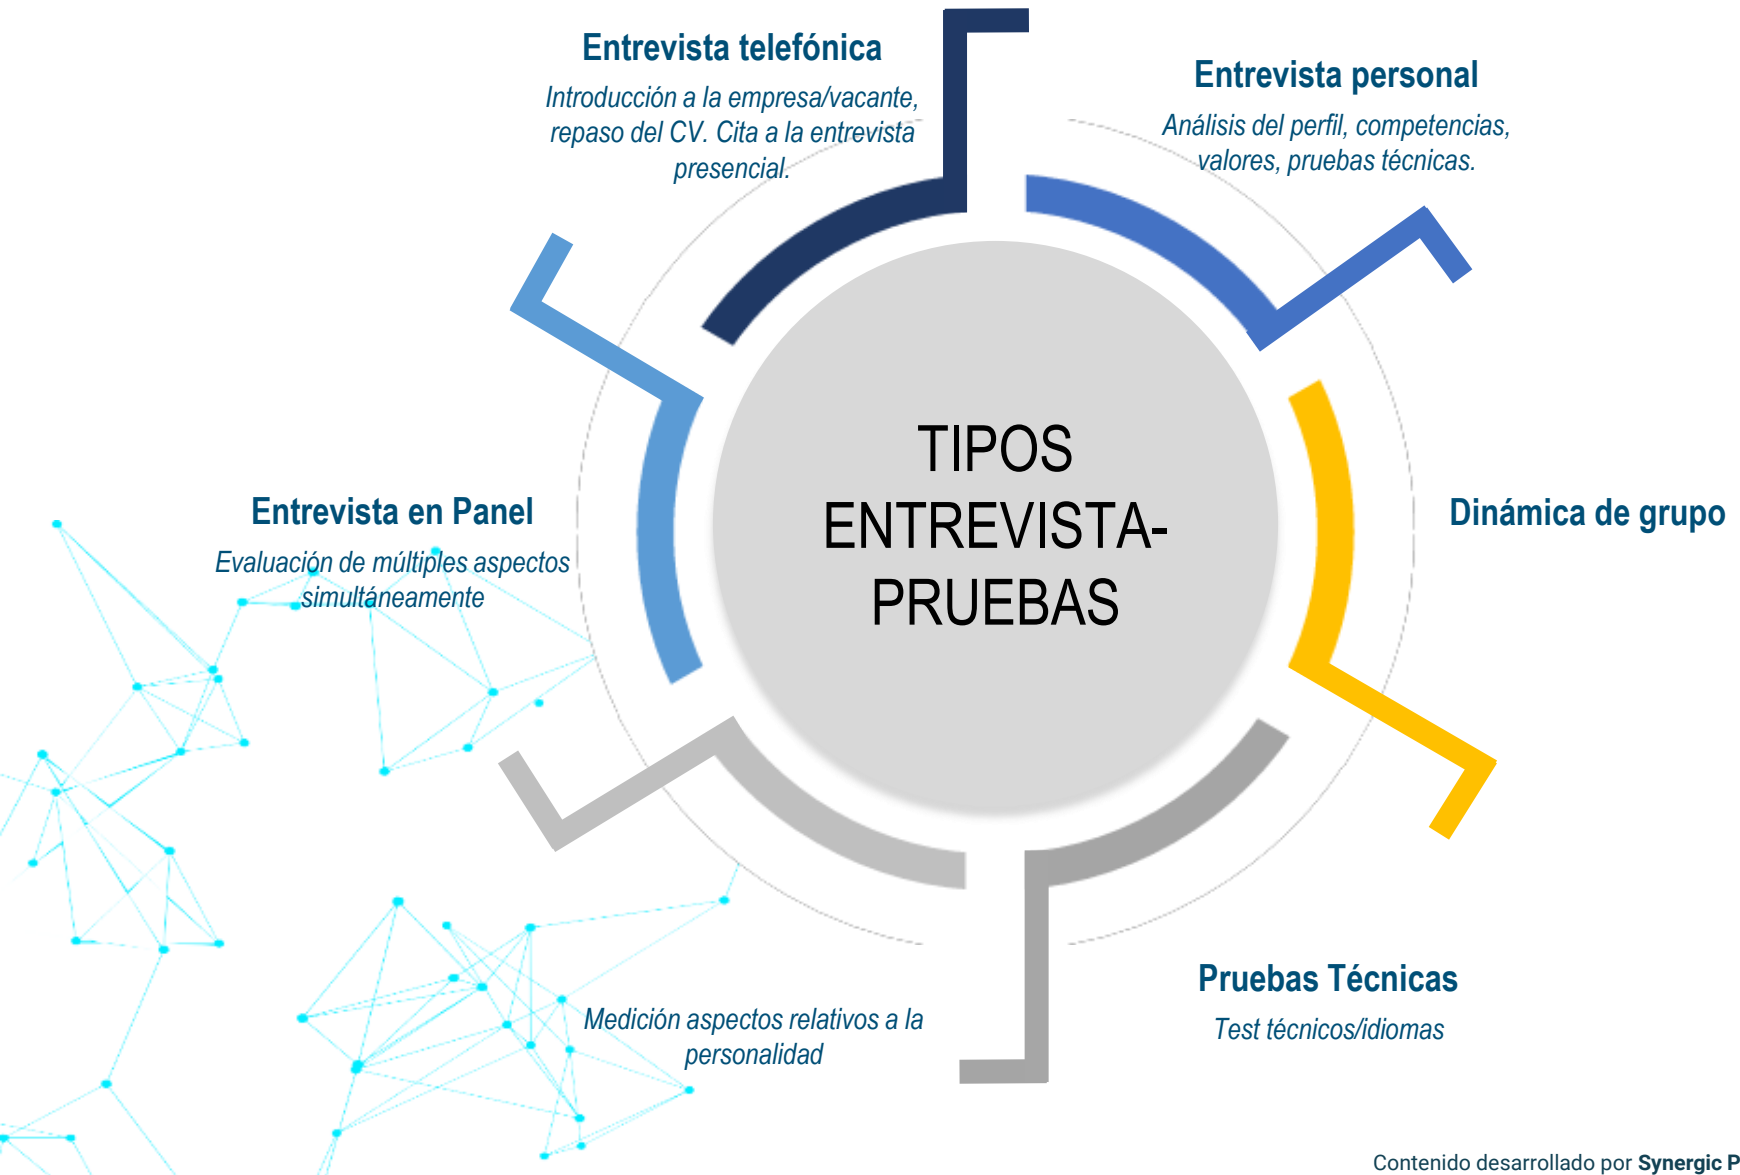 Entrevista telefónica
Introducción a la empresa/vacante,
repaso del CV. Cita a la entrevista
presencial.
Entrevista personal
Análisis del perfil, competencias,
valores, pruebas técnicas.
TIPOS
ENTREVISTA-
PRUEBAS
Entrevista en Panel
Evaluación de múltiples aspectos
simultáneamente
Dinámica de grupo
Medición aspectos relativos a la
personalidad
Pruebas Técnicas
Test técnicos/idiomas
Contenido desarrollado por Synergic P